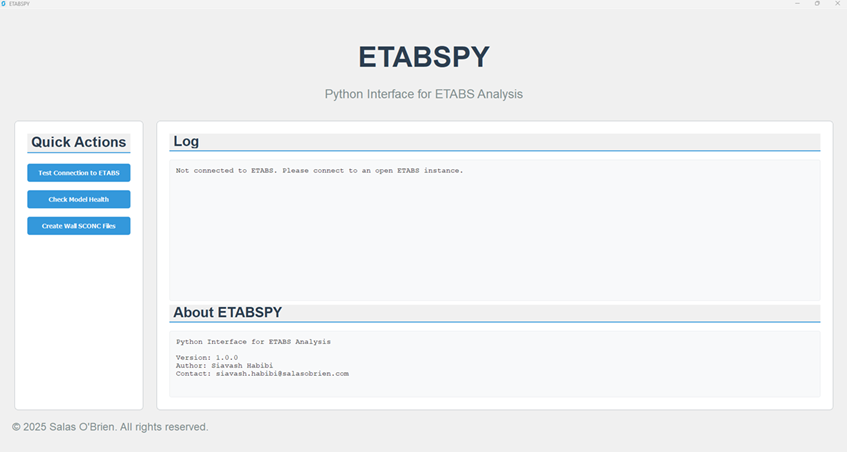 ETABSPY
ETABSPY
Python Interface for ETABS Analysis
Quick Actions
Test Connection to ETABS
Check Model Health
Create Wall SCONC Files
Log
Not connected to ETABS. Please connect to an open ETABS instance.
About ETABSPY
Python Interface for ETABS Analysis
Version: 1.0.0
Author: Siavash Habibi
Contact: siavash.habibi@salasobrien.com
© 2025 Salas O'Brien. All rights reserved.